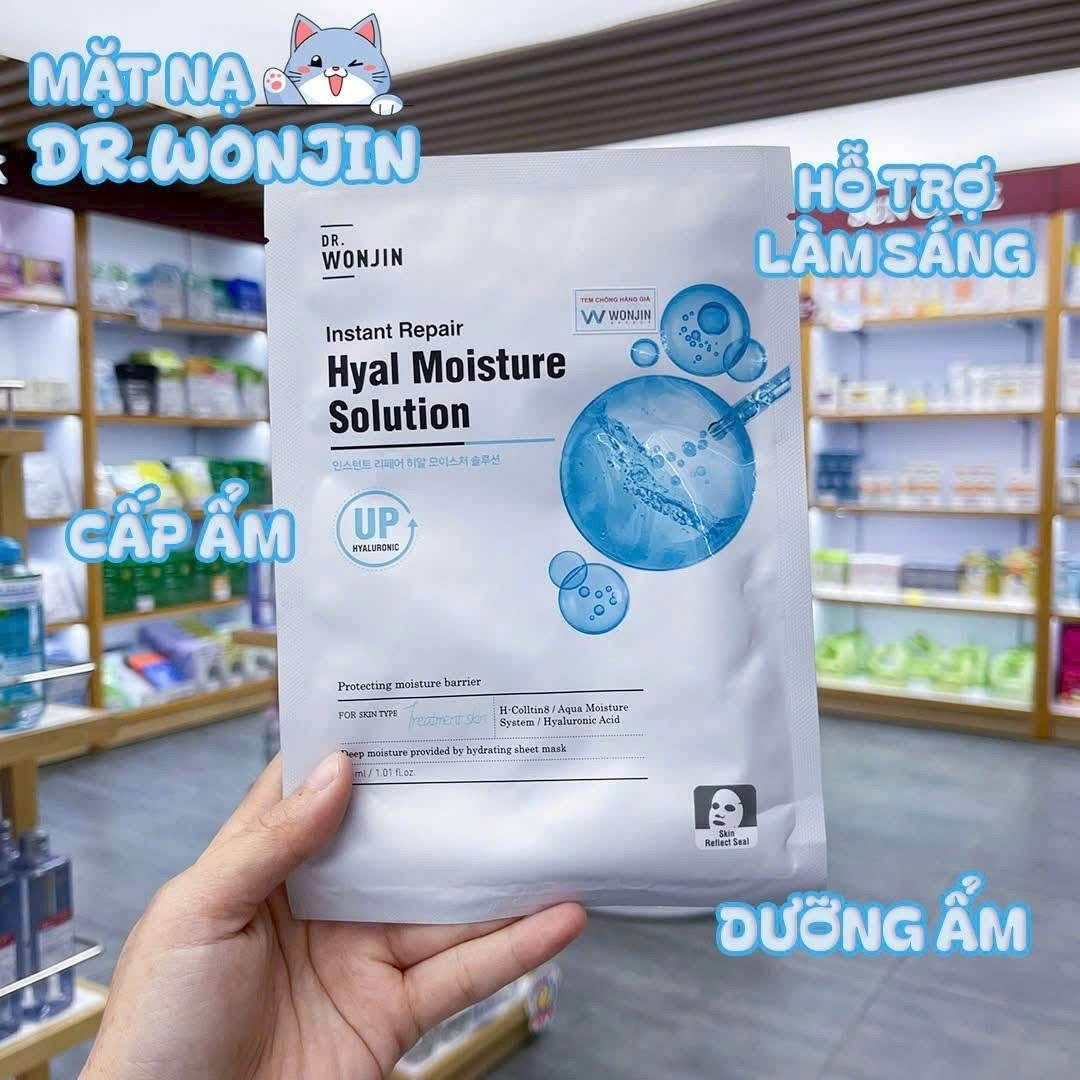 MẶT NẠ
DR.WONJIN
HỖ TRỢ
LÀM SÁNG
DR.
WONJIN
TEM CHỐNG HÀNG GIẢ
W WONJIN
Instant Repair
Hyal Moisture
Solution
인스턴트 리페어 히알 모이스처 솔루션
CẤP ẨM
UP
HYALURONIC
Protecting moisture barrier
FOR SKIN TYPE Treatment skin
H-Colltin8 / Aqua Moisture
System / Hyaluronic Acid
Deep moisture provided by hydrating sheet mask
ml / 1.01 fl.oz.
Skin
Reflect Seal
DƯỠNG ẨM